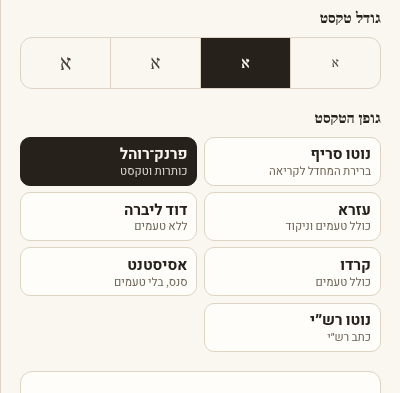 גודל טקסט
א א א א
גופן הטקסט
נוטו סריף
ברירת המחדל לקריאה
פרנק־רוהל
כותרות וטקסט
עזרא
כולל טעמים וניקוד
דוד ליברה
ללא טעמים
קרדו
כולל טעמים
אסיסטנט
סנס, בלי טעמים
נוטו רש״י
כתב רש״י